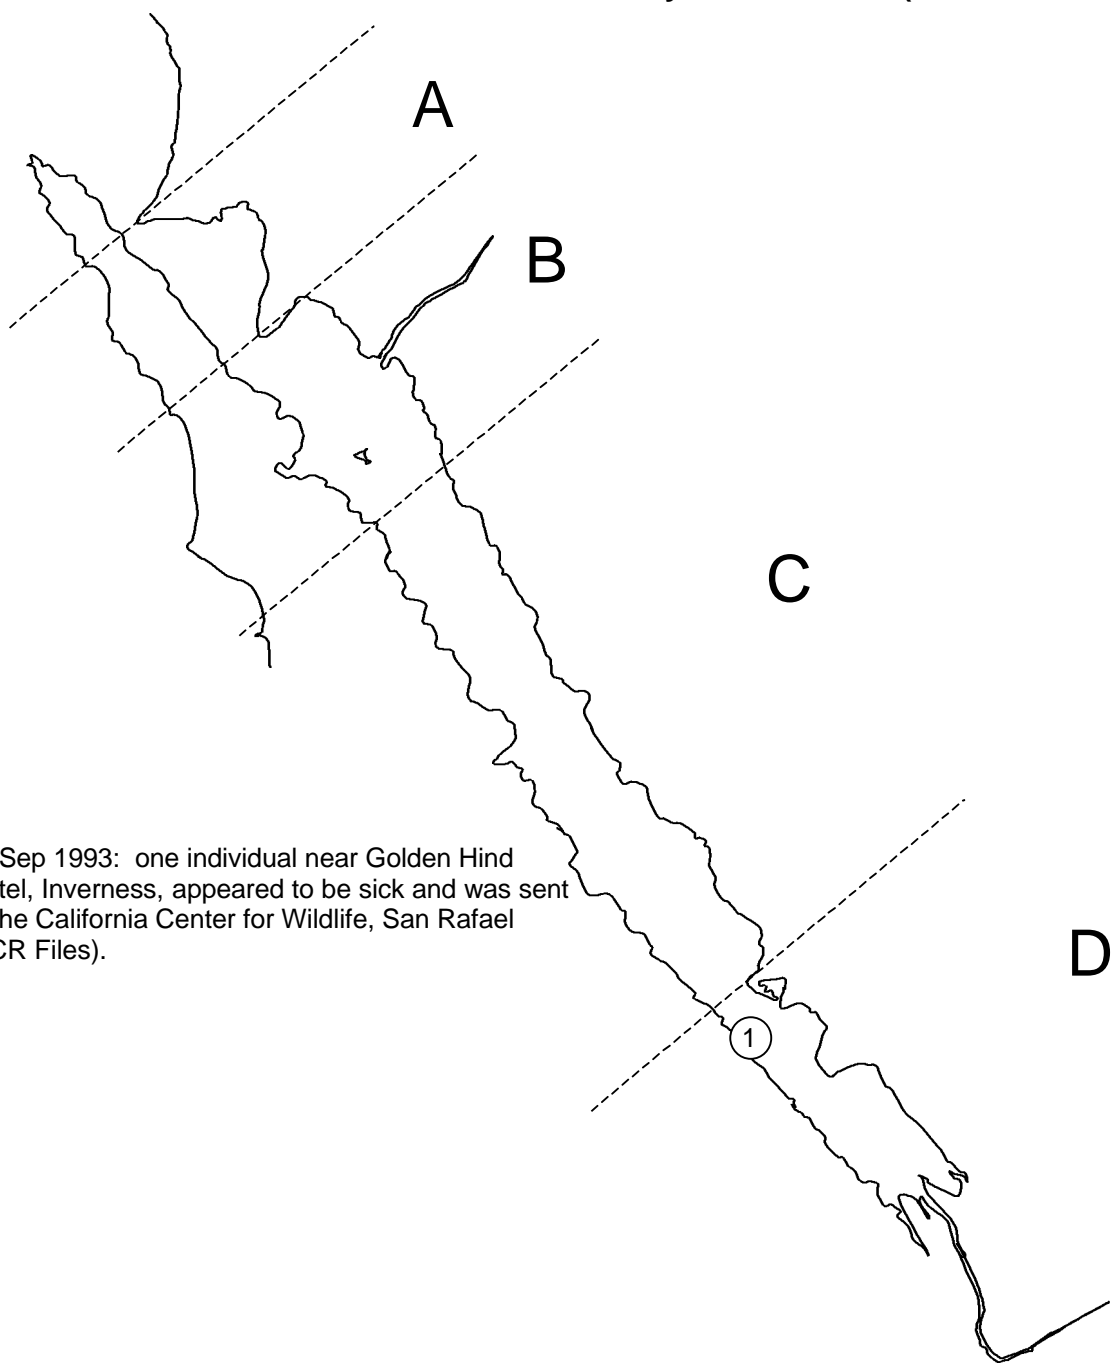 A
B
C
Sep 1993: one individual near Golden Hind
tel, Inverness, appeared to be sick and was sent
he California Center for Wildlife, San Rafael
CR Files).
D
1